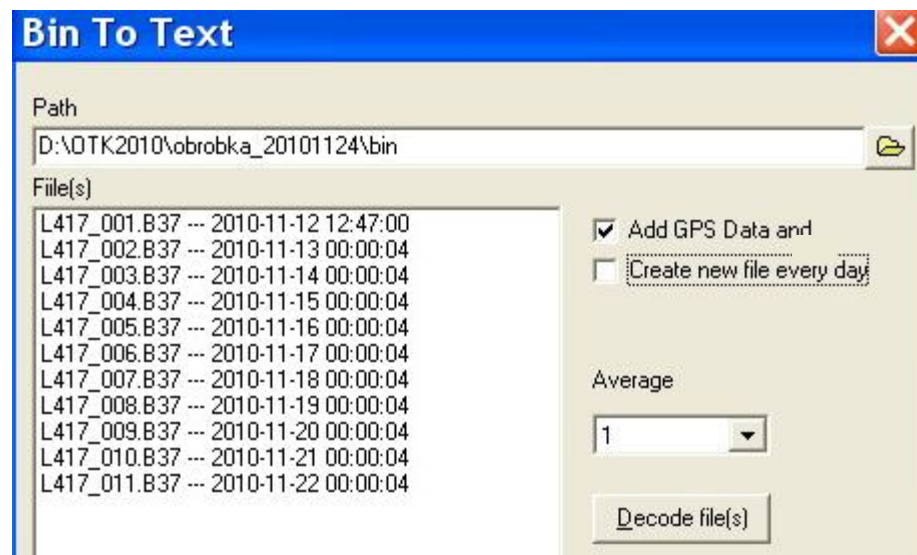 Bin To Text
Path
D:\OTK2010\obrobka_20101124\bin
Fiile(s)
L417_001.B37 --- 2010-11-12 12:47:00
L417_002.B37 --- 2010-11-13 00:00:04
L417_003.B37 --- 2010-11-14 00:00:04
L417_004.B37 --- 2010-11-15 00:00:04
L417_005.B37 --- 2010-11-16 00:00:04
L417_006.B37 --- 2010-11-17 00:00:04
L417_007.B37 --- 2010-11-18 00:00:04
L417_008.B37 --- 2010-11-19 00:00:04
L417_009.B37 --- 2010-11-20 00:00:04
L417_010.B37 --- 2010-11-21 00:00:04
L417_011.B37 --- 2010-11-22 00:00:04
Add GPS Data and
Create new file every day
Average
1
Decode file(s)